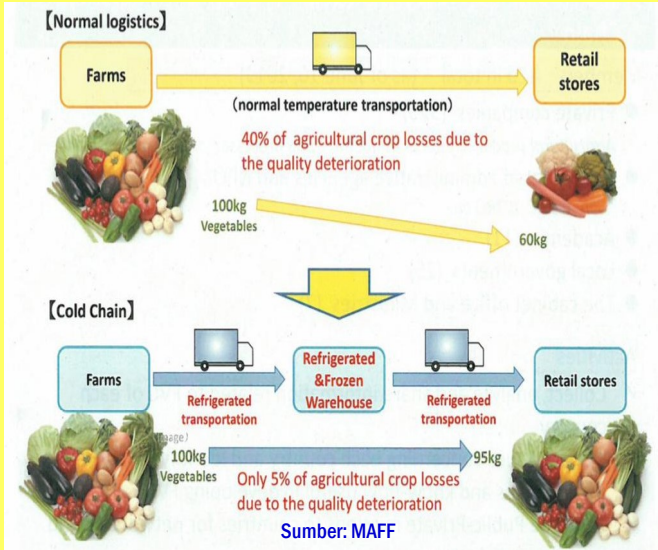 【Normal logistics】
Farms
Retail
stores
(normal temperature transportation)
40% of agricultural crop losses due to
the quality deterioration
100kg
Vegetables
60kg
【Cold Chain】
Farms
Refrigerated
transportation
Refrigerated
&Frozen
Warehouse
Refrigerated
transportation
Retail stores
100kg
Vegetables
95kg
Only 5% of agricultural crop losses
due to the quality deterioration
Sumber: MAFF